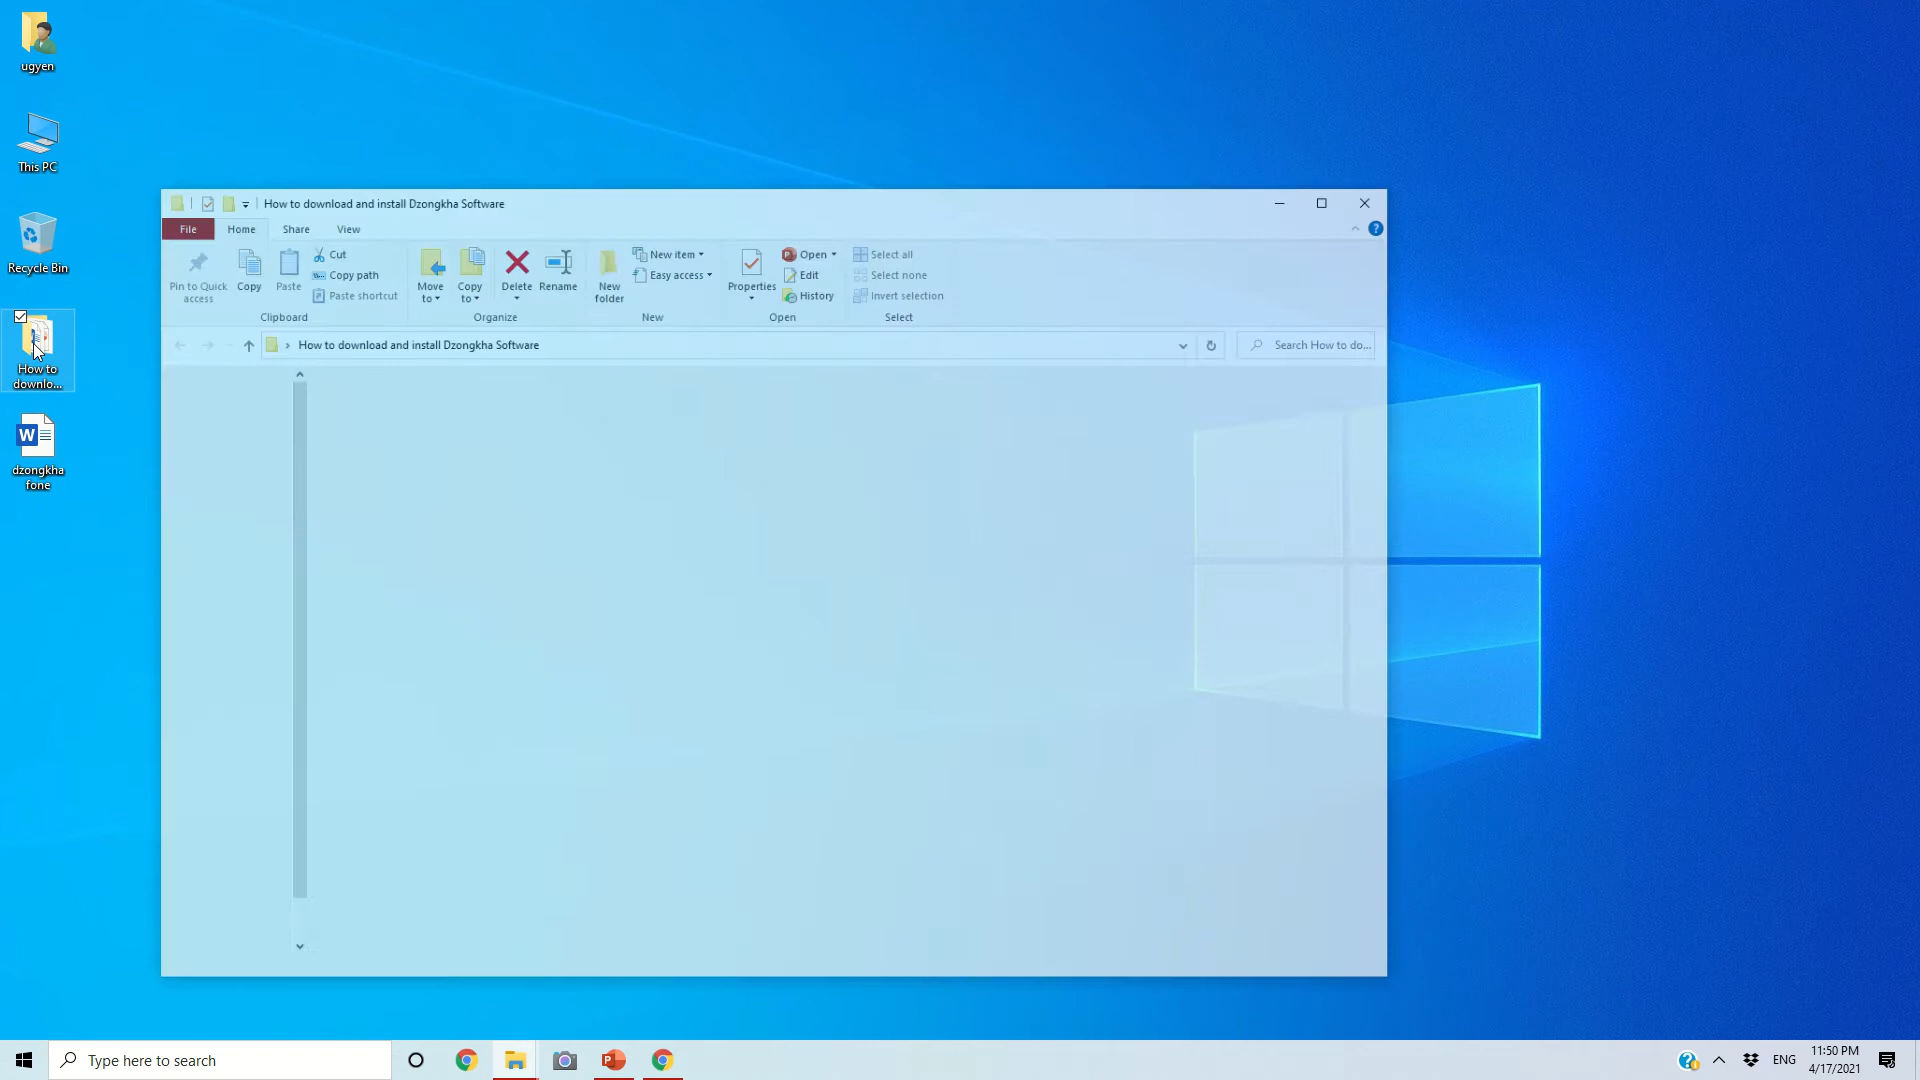 ugyen
This PC
Recycle Bin
How to
downlo...
dzongkha
fone
How to download and install Dzongkha Software
File Home Share View
Pin to Quick
access
Copy
Paste
Cut
Copy path
Paste shortcut
Clipboard
Move
to
Copy
to
Delete
Rename
Organize
New
folder
New item
Easy access
New
Properties
Open
Edit
History
Open
Select all
Select none
Invert selection
Select
How to download and install Dzongkha Software
Search How to do...
Type here to search
ENG
11:50 PM
4/17/2021